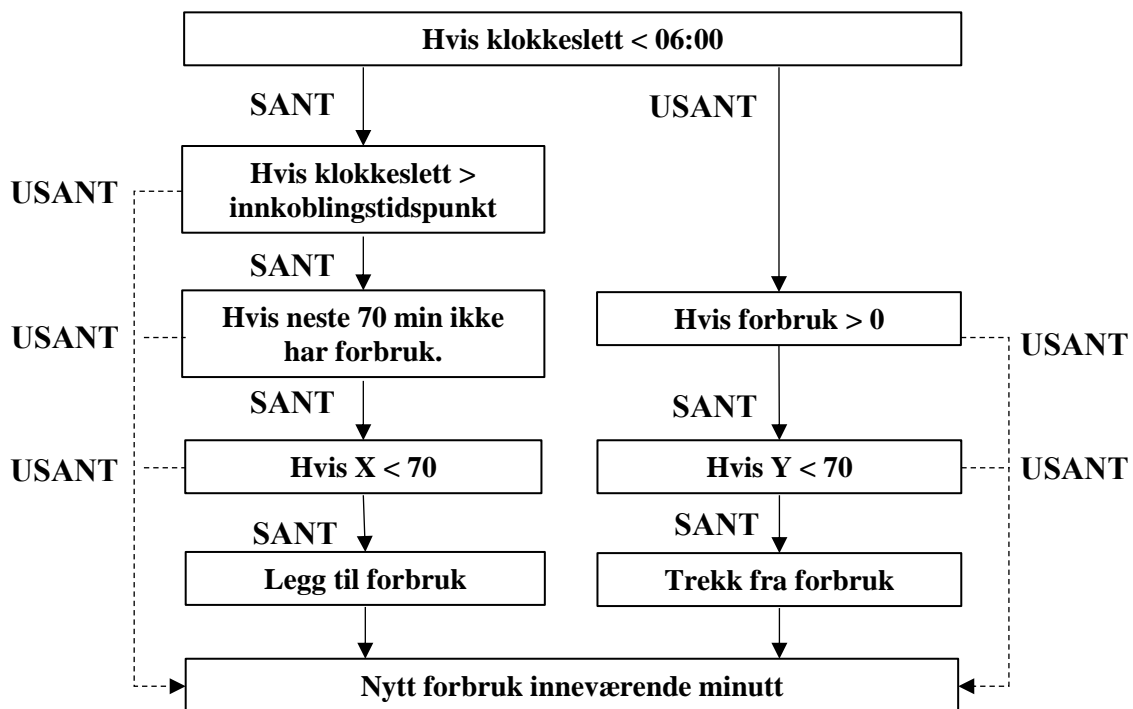 Hvis klokkeslett < 06:00
SANT
USANT
USANT
Hvis klokkeslett >
innkoblingstidspunkt
SANT
USANT
Hvis neste 70 min ikke
har forbruk.
Hvis forbruk > 0
USANT
SANT
SANT
USANT
Hvis X < 70
Hvis Y < 70
USANT
SANT
SANT
Legg til forbruk
Trekk fra forbruk
Nytt forbruk inneværende minutt